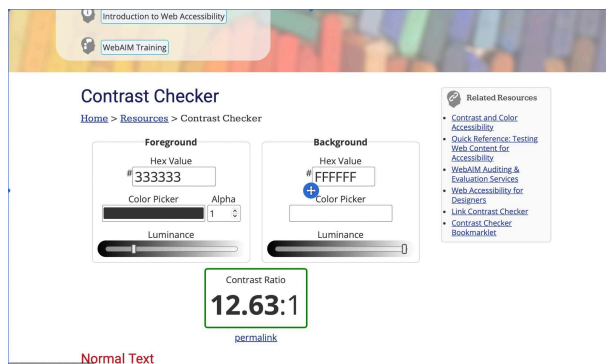 Introduction to Web Accessibility
WebAIM Training
Contrast Checker
Home > Resources > Contrast Checker
Foreground
Hex Value
# 333333
Color Picker
Alpha
1
Luminance
Background
Hex Value
# FFFFFF
Color Picker
Luminance
Contrast Ratio
12.63:1
permalink
Normal Text
Related Resources
• Contrast and Color
Accessibility
• Quick Reference: Testing
Web Content for
Accessibility
• WebAIM Auditing &
Evaluation Services
• Web Accessibility for
Designers
• Link Contrast Checker
• Contrast Checker
Bookmarklet